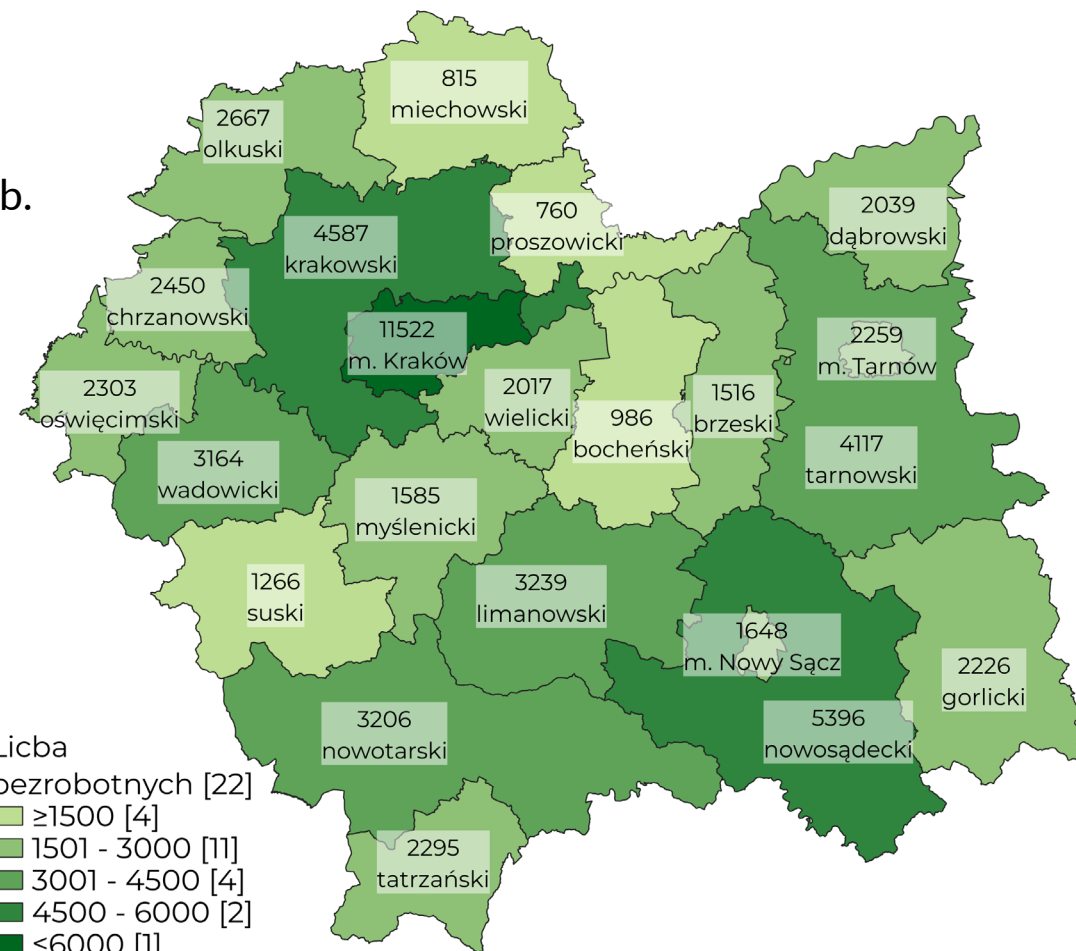 815
miechowski
2667
olkuski
b.
760
proszowicki
2039
dąbrowski
4587
krakowski
2450
chrzanowski
11522
m. Kraków
2259
m. Tarnów
2303
oświęcimski
2017
wielicki
986
bocheński
1516
brzeski
4117
tarnowski
3164
wadowicki
1585
myślenicki
1266
suski
3239
limanowski
1648
m. Nowy Sącz
2226
gorlicki
3206
nowotarski
5396
nowosądecki
2295
tatrzański
Licba
bezrobotnych [22]
≥1500 [4]
1501 - 3000 [11]
3001 - 4500 [4]
4500 - 6000 [2]
≤6000 [1]